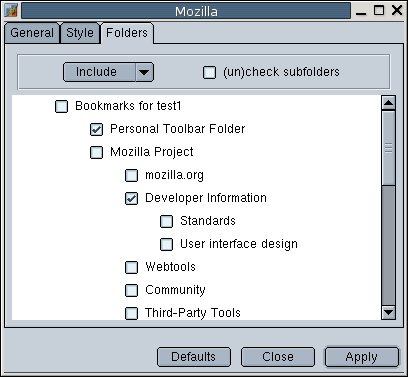 Mozilla
General Style Folders
Include (un)check subfolders
Bookmarks for test1
Personal Toolbar Folder
Mozilla Project
mozilla.org
Developer Information
Standards
User interface design
Webtools
Community
Third-Party Tools
Defaults Close Apply